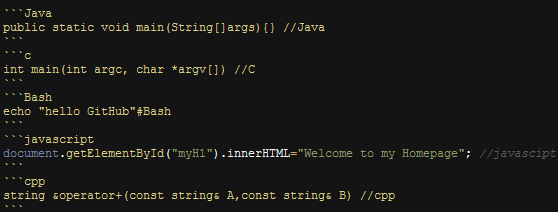 ```Java
public static void main(String[]args){} //Java
```
```c
int main(int argc, char *argv[]) //C
```
```Bash
echo "hello GitHub"#Bash
```
```javascript
document.getElementById("myH1").innerHTML="Welcome to my Homepage"; //javascipt
```
```cpp
string &operator+(const string& A,const string& B) //cpp
```